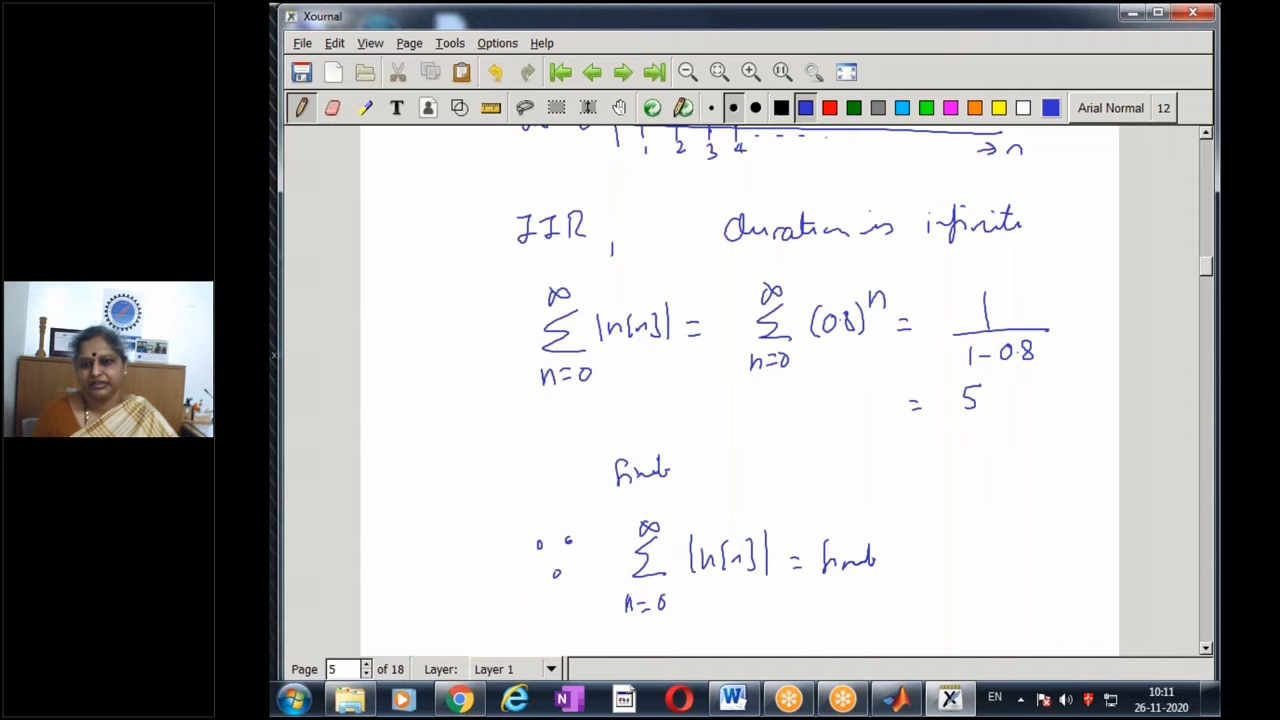 Xournal
File Edit View Page Tools Options Help
Arial Normal 12
1 2 3 4 - - - - → n
IIR, duration is infinite
∞ ∑ n=0 |h[n]| = ∞ ∑ n=0 (0.8)^n = 1 / (1 - 0.8)
= 5
finite
∴ ∞ ∑ n=0 |h[n]| = finite
Page 5 of 18 Layer: Layer 1
EN 10:11
26-11-2020